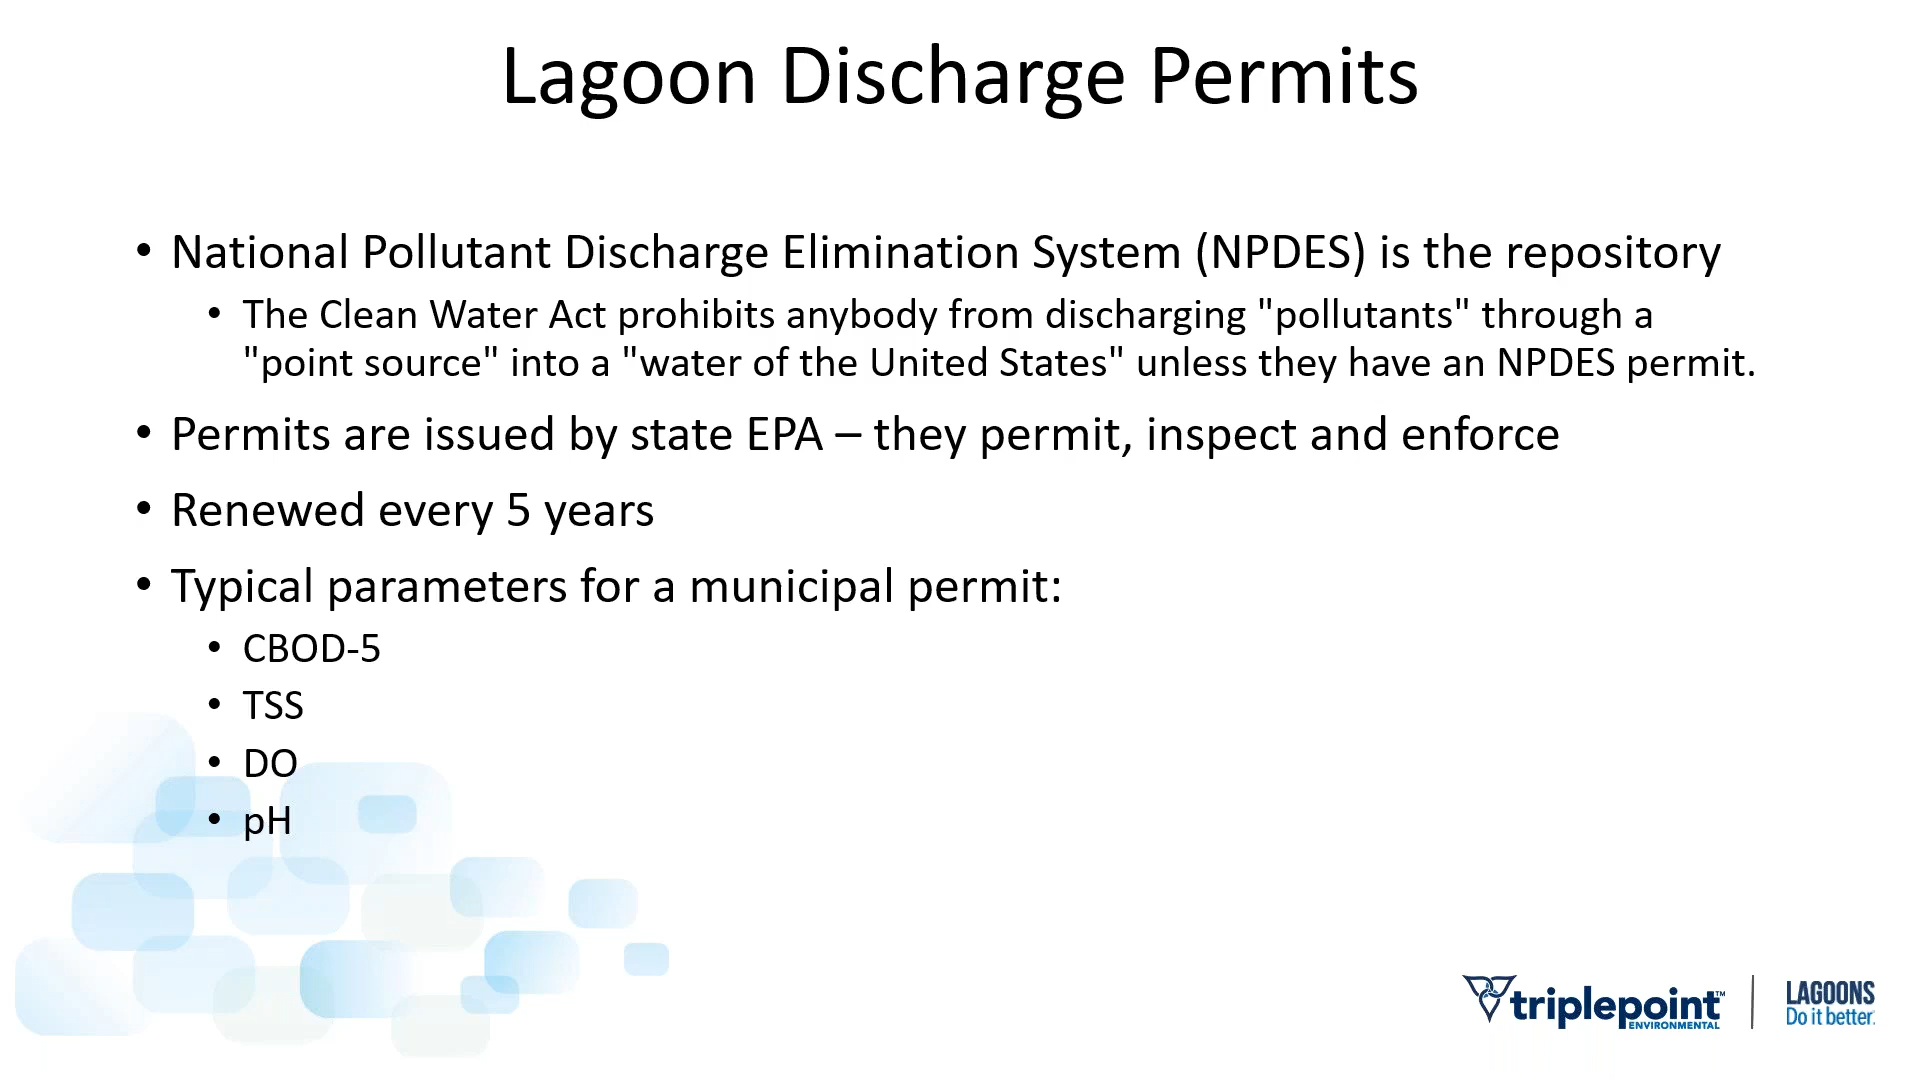 Lagoon Discharge Permits
• National Pollutant Discharge Elimination System (NPDES) is the repository
• The Clean Water Act prohibits anybody from discharging "pollutants" through a
"point source" into a "water of the United States" unless they have an NPDES permit.
• Permits are issued by state EPA – they permit, inspect and enforce
• Renewed every 5 years
• Typical parameters for a municipal permit:
• CBOD-5
• TSS
• DO
• pH
triplepoint™
ENVIRONMENTAL
LAGOONS
Do it better.